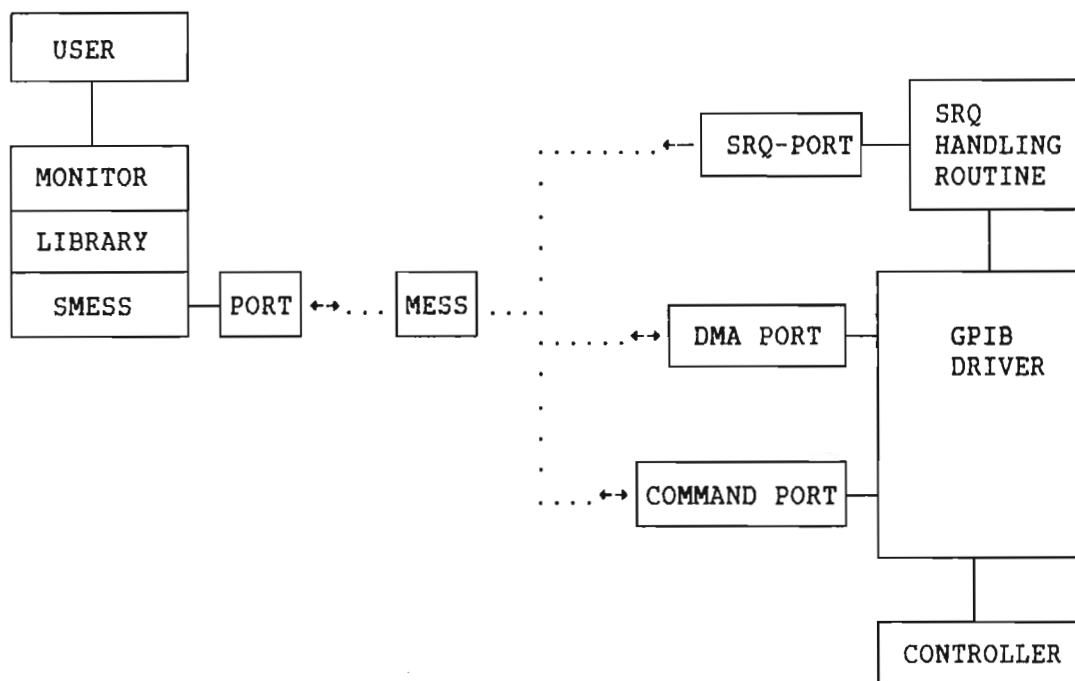 USER
MONITOR
LIBRARY
SMESS
PORT
MESS
SRQ-PORT
SRQ
HANDLING
ROUTINE
DMA PORT
GPIB
DRIVER
COMMAND PORT
CONTROLLER